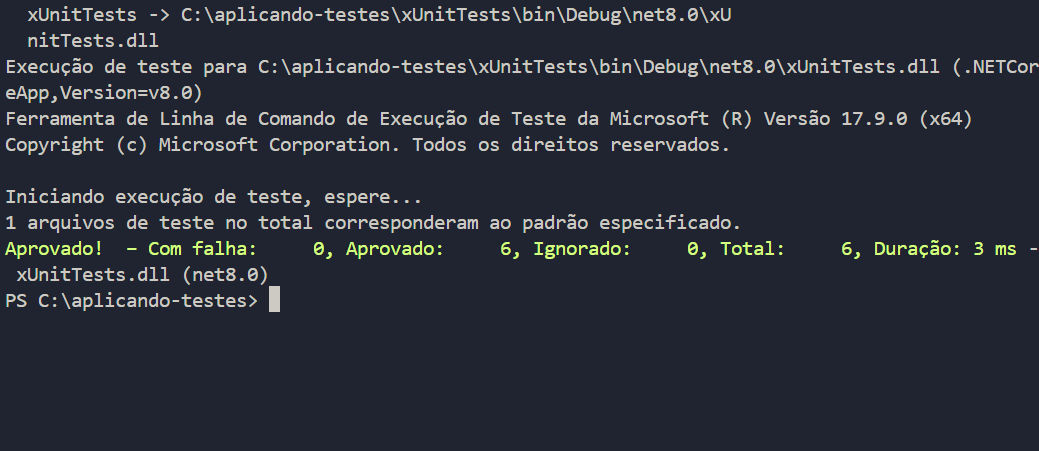 xUnitTests -> C:\aplicando-testes\xUnitTests\bin\Debug\net8.0\xU
nitTests.dll
Execução de teste para C:\aplicando-testes\xUnitTests\bin\Debug\net8.0\xUnitTests.dll (.NETCor
eApp,Version=v8.0)
Ferramenta de Linha de Comando de Execução de Teste da Microsoft (R) Versão 17.9.0 (x64)
Copyright (c) Microsoft Corporation. Todos os direitos reservados.
Iniciando execução de teste, espere...
1 arquivos de teste no total corresponderam ao padrão especificado.
Aprovado!  – Com falha:     0, Aprovado:     6, Ignorado:     0, Total:     6, Duração: 3 ms -
xUnitTests.dll (net8.0)
PS C:\aplicando-testes>